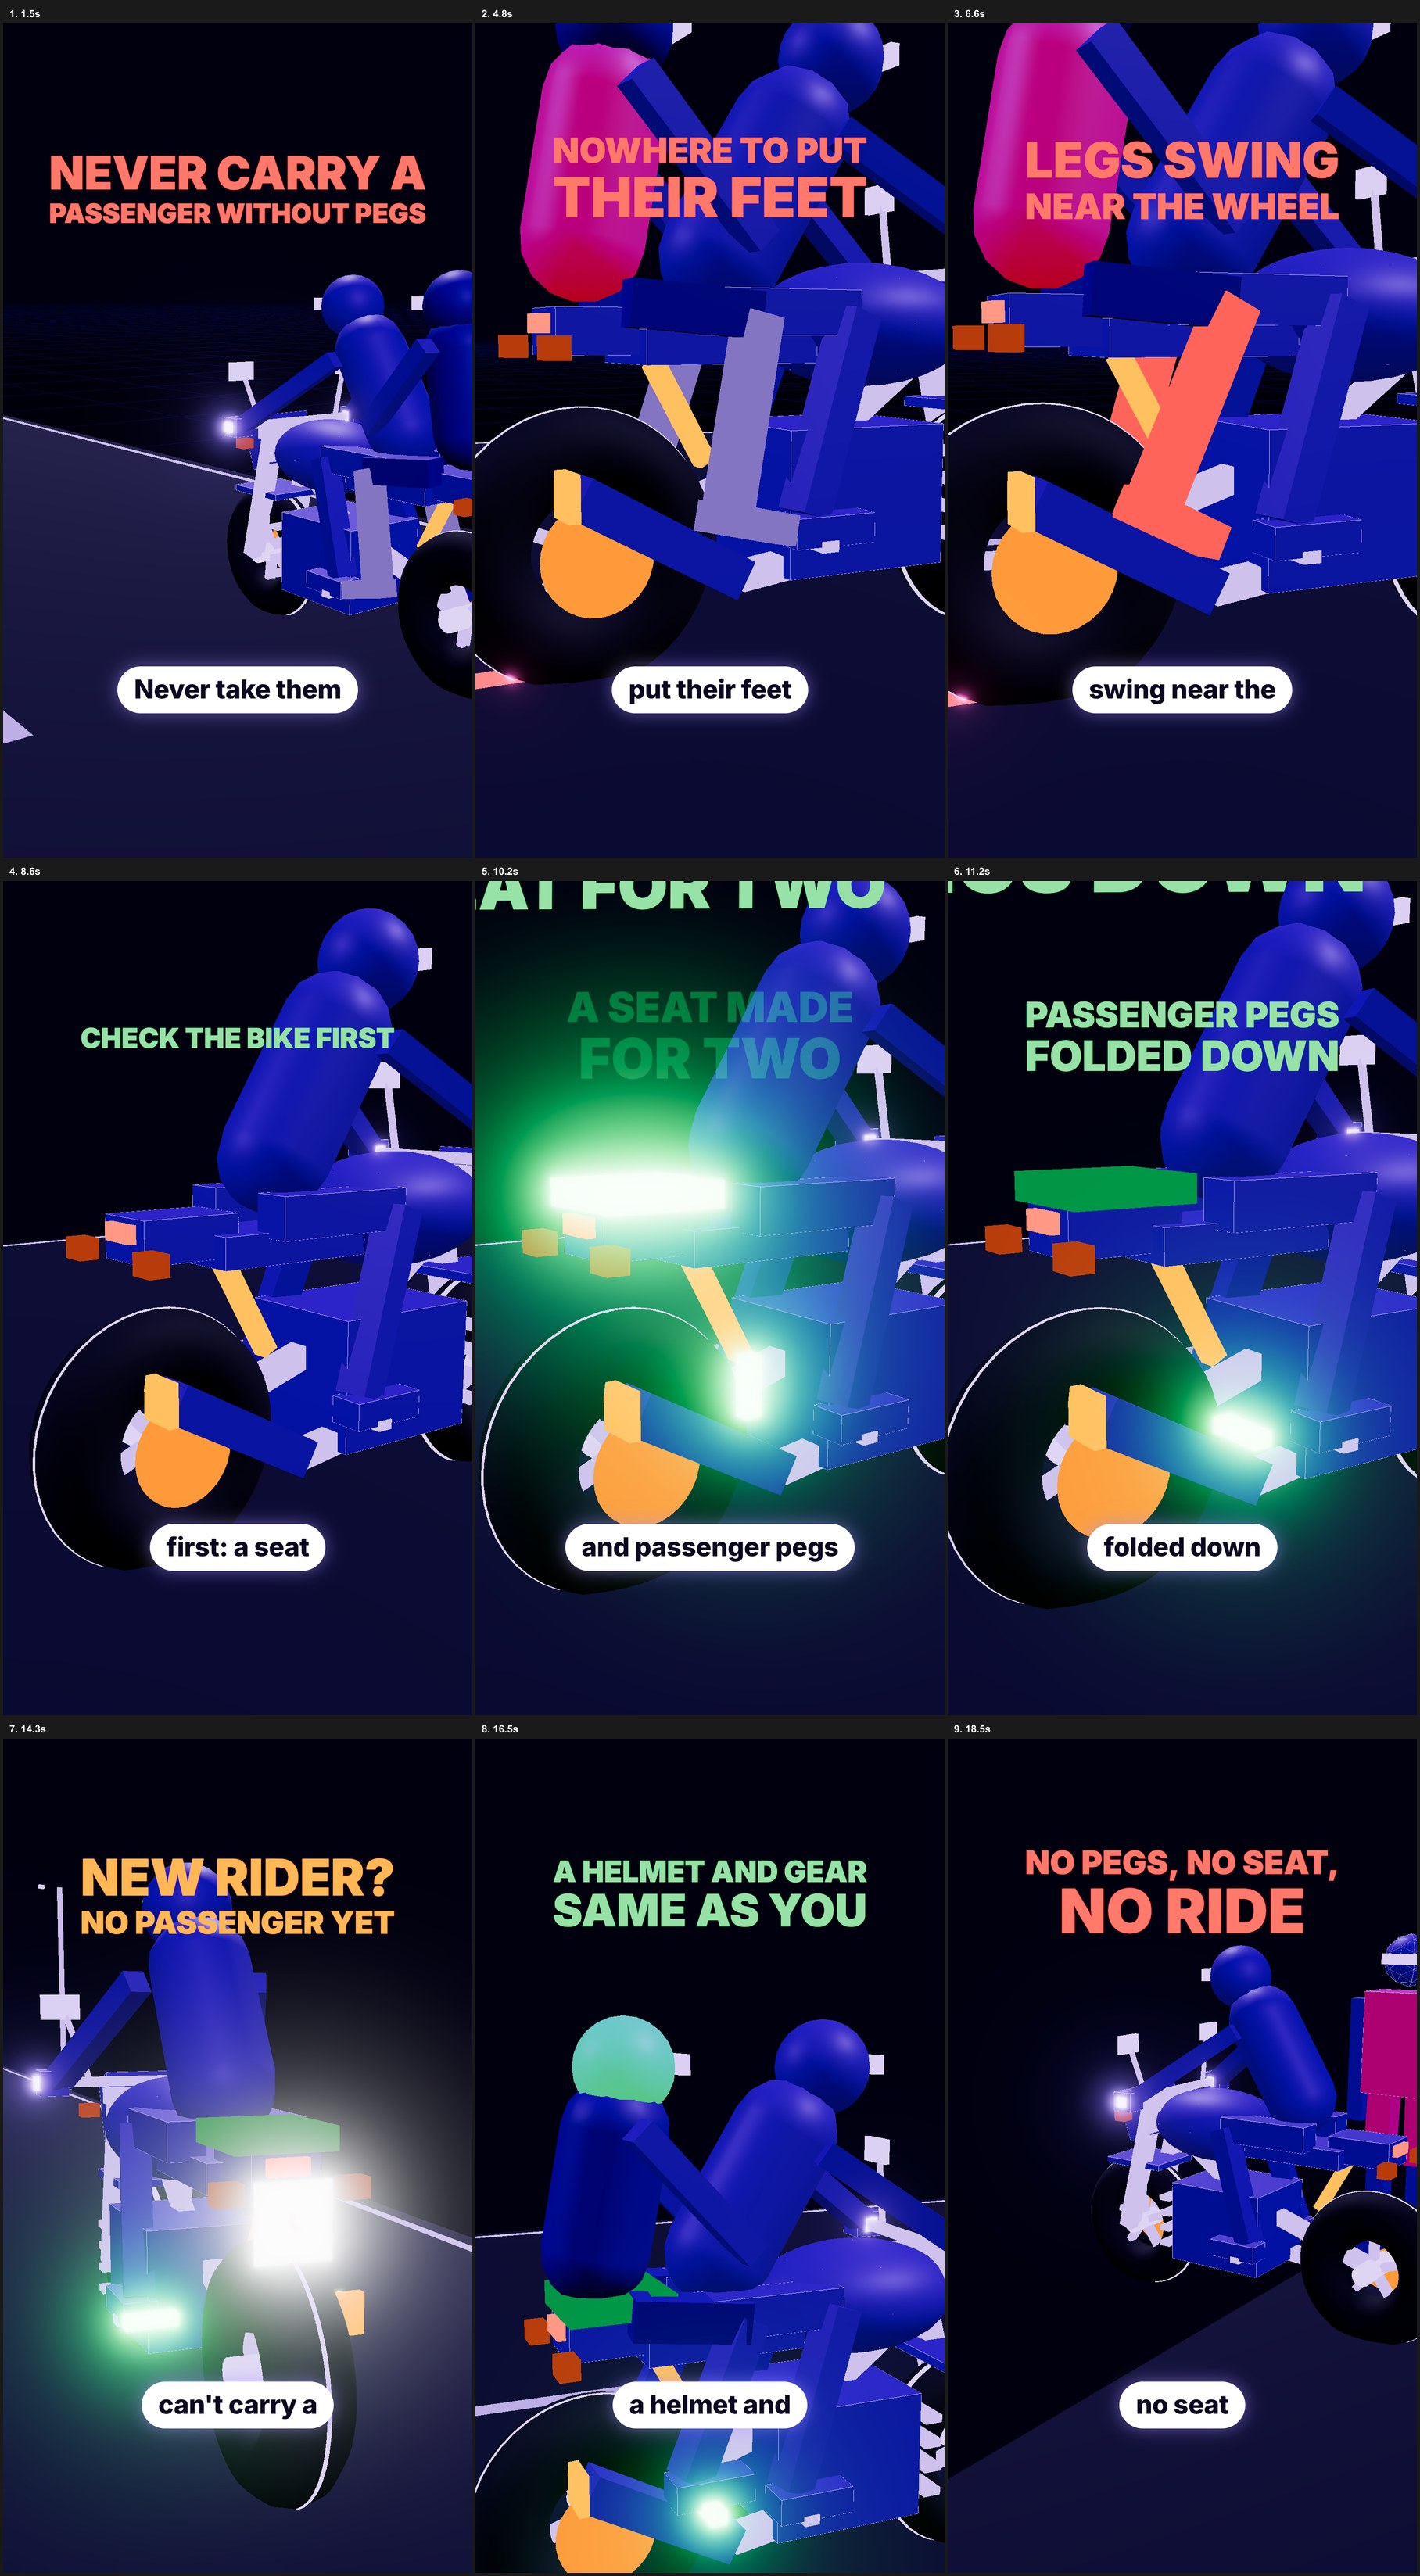 1. 1.5s
NEVER CARRY A
PASSENGER WITHOUT PEGS
Never take them
2. 4.8s
NOWHERE TO PUT
THEIR FEET
put their feet
3. 6.6s
LEGS SWING
NEAR THE WHEEL
swing near the
4. 8.6s
CHECK THE BIKE FIRST
first: a seat
5. 10.2s
AT FOR TWO
A SEAT MADE
FOR TWO
and passenger pegs
6. 11.2s
DOWN
PASSENGER PEGS
FOLDED DOWN
folded down
7. 14.3s
NEW RIDER?
NO PASSENGER YET
can't carry a
8. 16.5s
A HELMET AND GEAR
SAME AS YOU
a helmet and
9. 18.5s
NO PEGS, NO SEAT,
NO RIDE
no seat